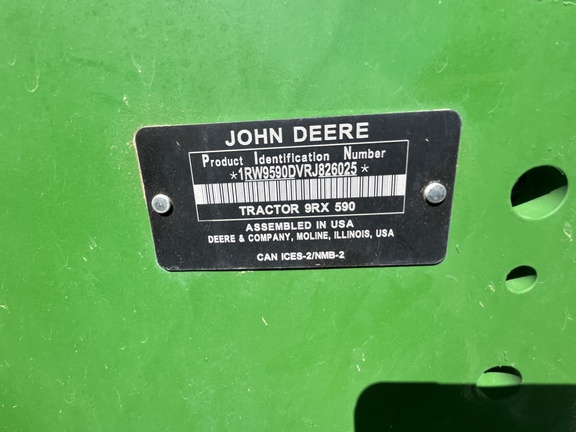 JOHN DEERE
Product Identification Number
*1RW9590DVRJ826025*
TRACTOR 9RX 590
ASSEMBLED IN USA
DEERE & COMPANY, MOLINE, ILLINOIS, USA
CAN ICES-2/NMB-2